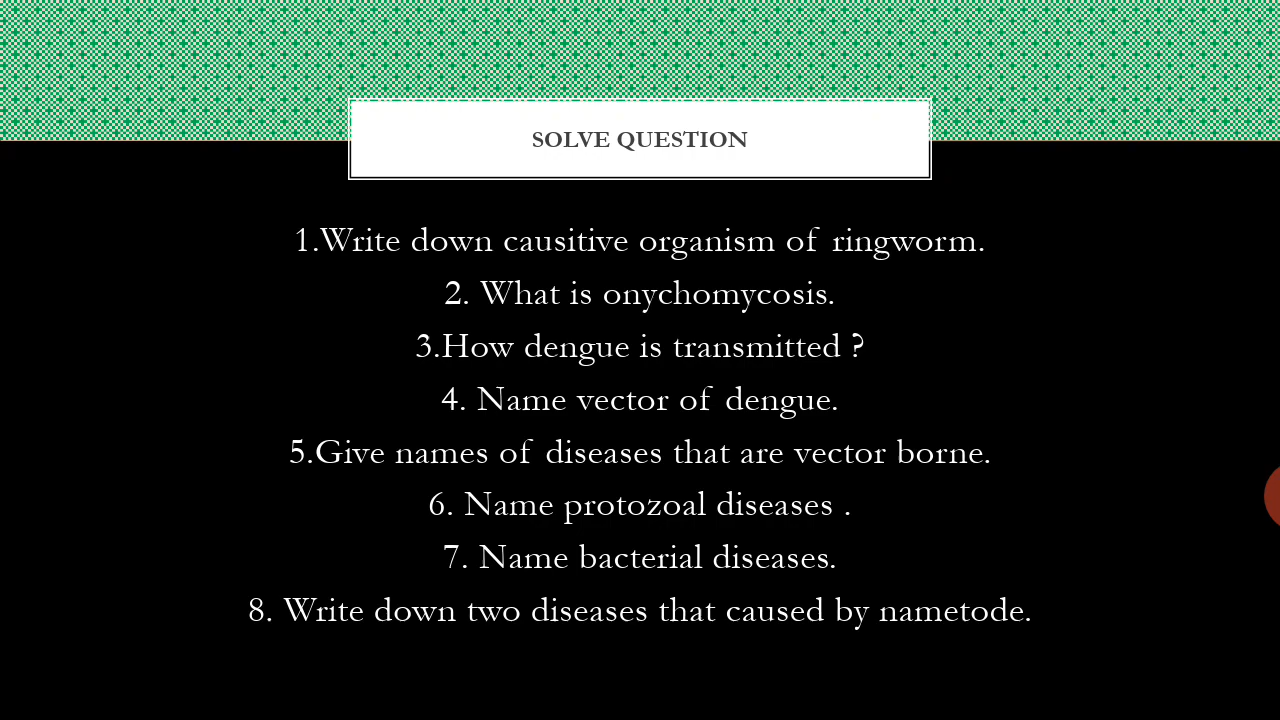 SOLVE QUESTION
1.Write down causitive organism of ringworm.
2. What is onychomycosis.
3.How dengue is transmitted ?
4. Name vector of dengue.
5.Give names of diseases that are vector borne.
6. Name protozoal diseases .
7. Name bacterial diseases.
8. Write down two diseases that caused by nametode.